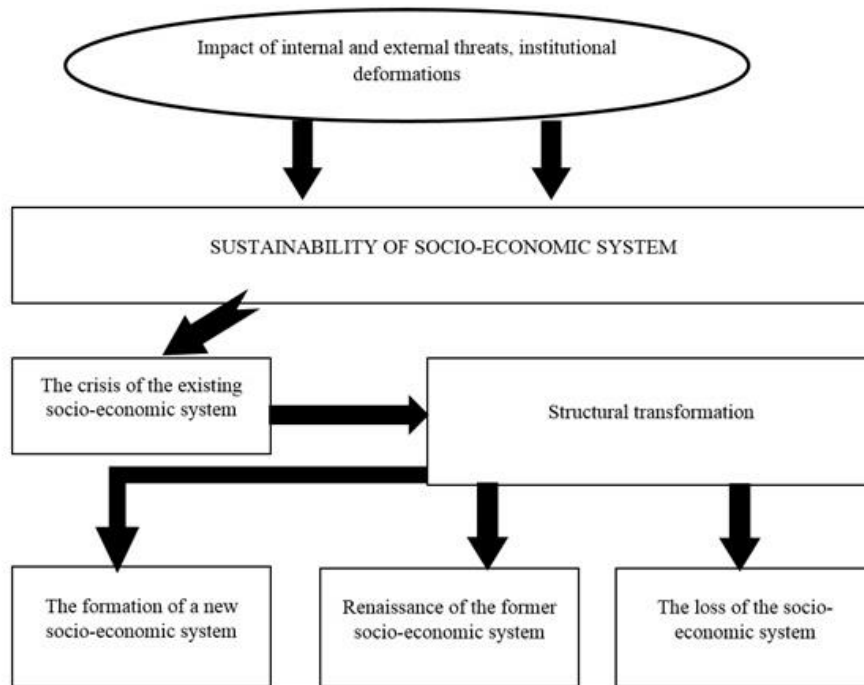 Impact of internal and external threats, institutional
deformations
SUSTAINABILITY OF SOCIO-ECONOMIC SYSTEM
The crisis of the existing
socio-economic system
Structural transformation
The formation of a new
socio-economic system
Renaissance of the former
socio-economic system
The loss of the socio-
economic system